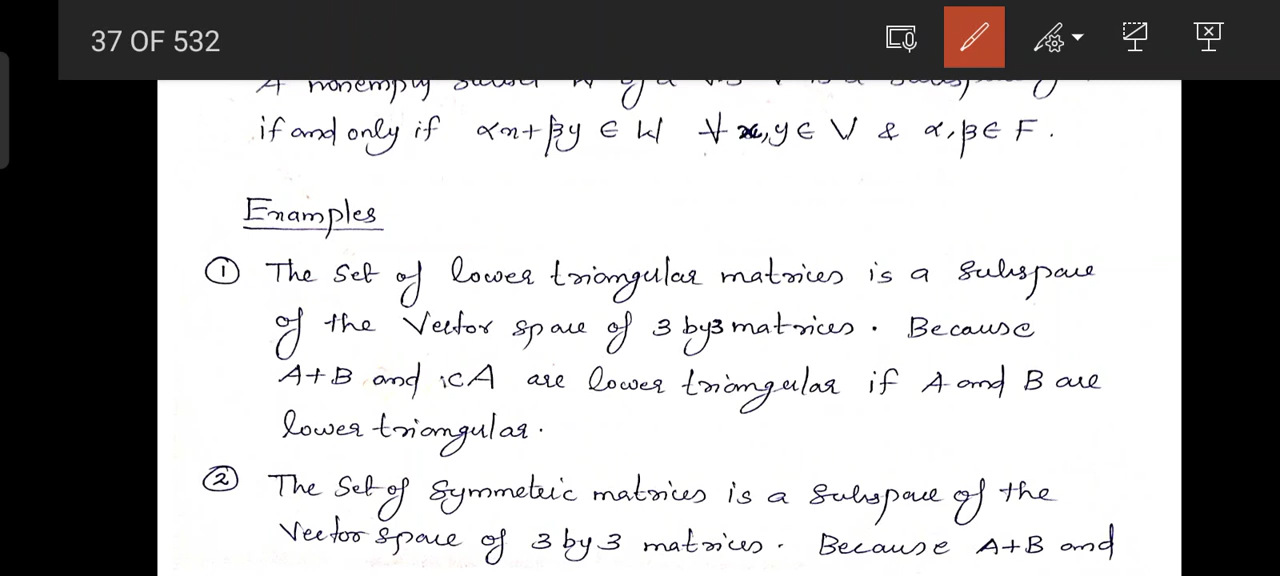 37 OF 532
A nonempty
if and only if αx+βy ∈ W ∀ x,y ∈ V & α,β ∈ F.
Examples
① The Set of lower triangular matrices is a Subspace
of the Vector space of 3 by 3 matrices. Because
A+B and cA are lower triangular if A and B are
lower triangular.
② The Set of Symmetric matrices is a Subspace of the
Vector space of 3 by 3 matrices. Because A+B and